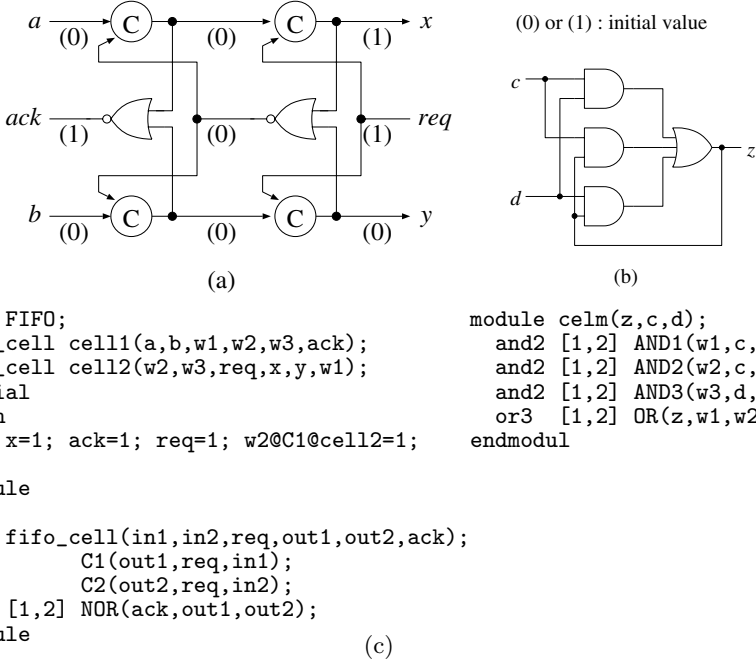 a
(0)
C
(0)
C
(1)
x
(0) or (1) : initial value
ack
(1)
(0)
(1)
req
c
z
d
b
(0)
C
(0)
C
(0)
y
(a)
(b)
FIFO;
_cell cell1(a,b,w1,w2,w3,ack);
_cell cell2(w2,w3,req,x,y,w1);
x=1; ack=1; req=1; w2@C1@cell2=1;
fifo_cell(in1,in2,req,out1,out2,ack);
C1(out1,req,in1);
C2(out2,req,in2);
[1,2] NOR(ack,out1,out2);
module celm(z,c,d);
and2 [1,2] AND1(w1,c,
and2 [1,2] AND2(w2,c,
and2 [1,2] AND3(w3,d,
or3 [1,2] OR(z,w1,w2
endmodul
(c)